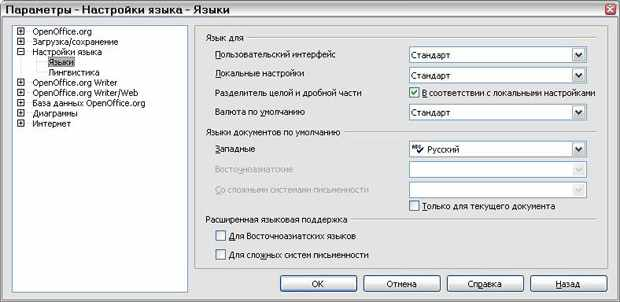 Параметры - Настройки языка - Языки
OpenOffice.org
Загрузка/сохранение
Настройки языка
Языки
Лингвистика
OpenOffice.org Writer
OpenOffice.org Writer/Web
База данных OpenOffice.org
Диаграммы
Интернет
Язык для
Пользовательский интерфейс Стандарт
Локальные настройки Стандарт
Разделитель целой и дробной части В соответствии с локальными настройками
Валюта по умолчанию Стандарт
Языки документов по умолчанию
Западные Русский
Восточноазиатские
Со сложными системами письменности
Только для текущего документа
Расширенная языковая поддержка
Для Восточноазиатских языков
Для сложных систем письменности
ОК Отмена Справка Назад